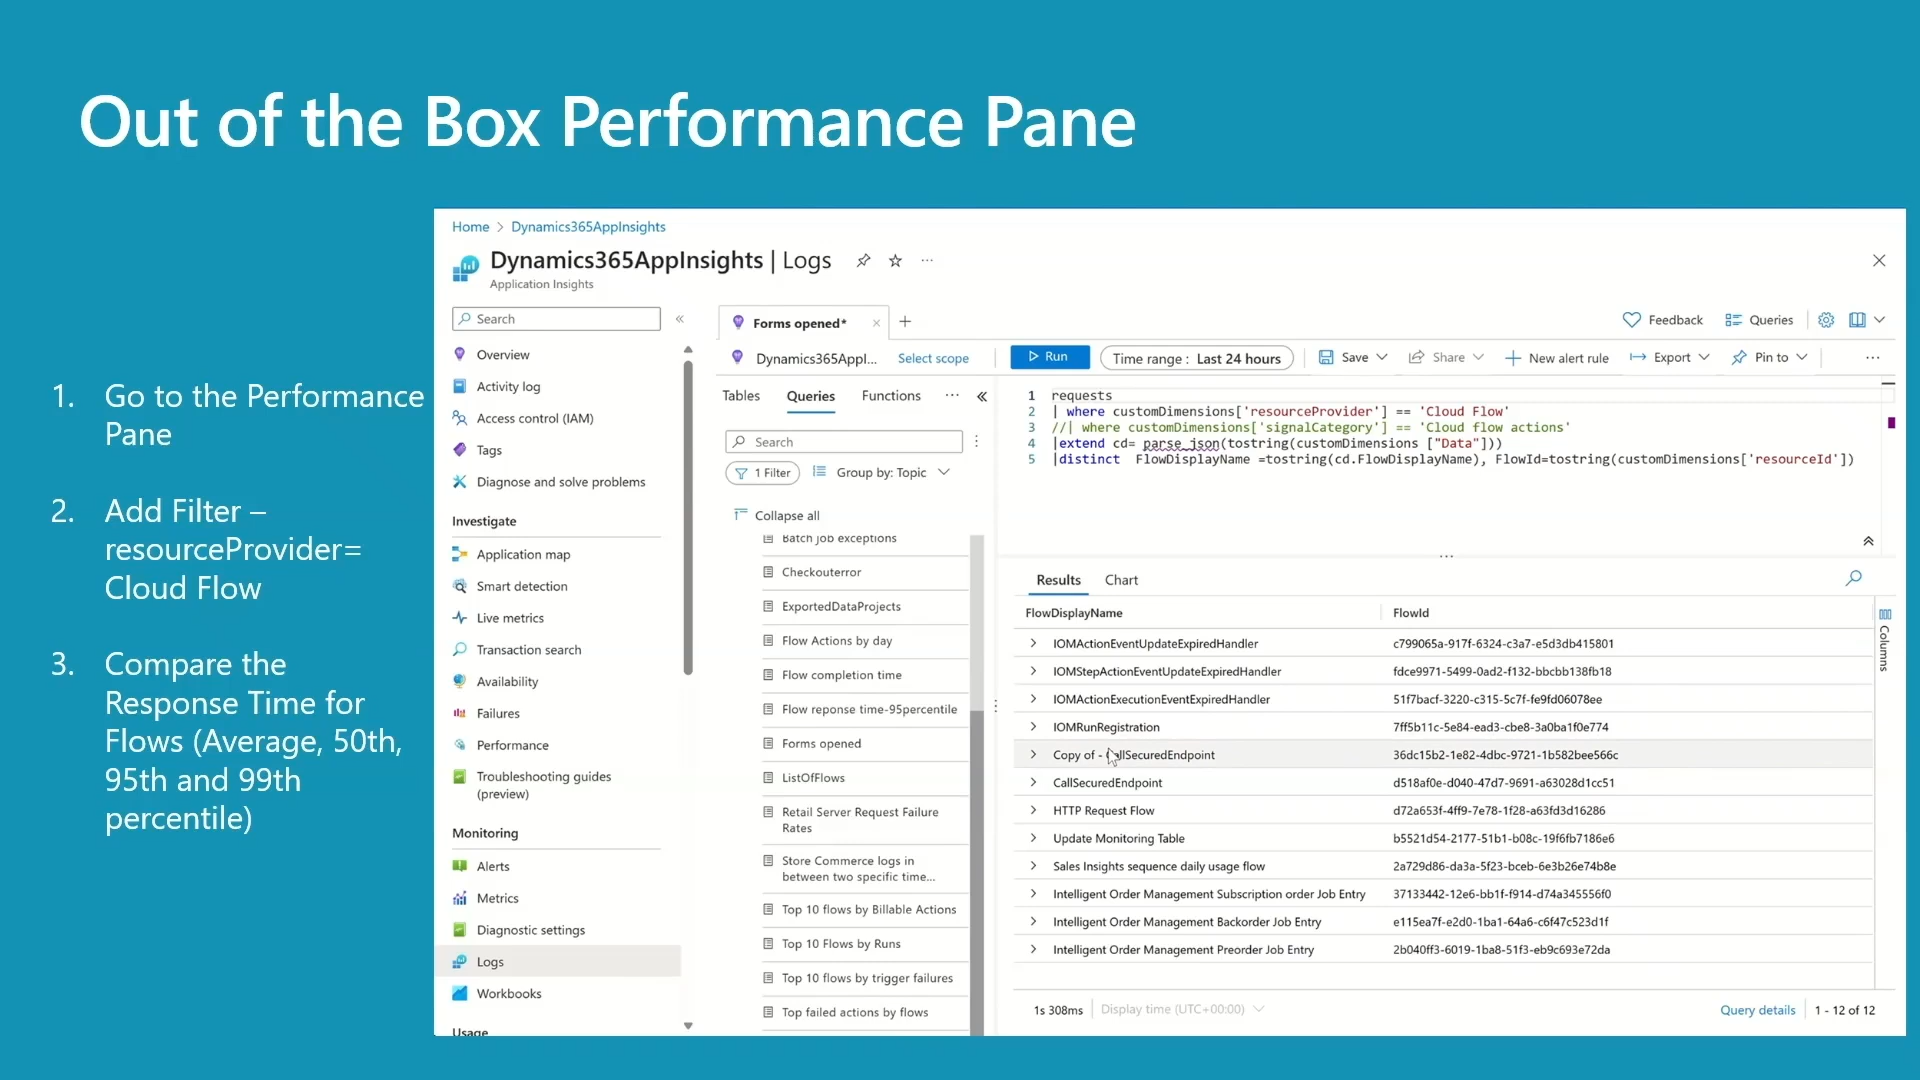 Out of the Box Performance Pane
1. Go to the Performance
Pane
2. Add Filter –
resourceProvider=
Cloud Flow
3. Compare the
Response Time for
Flows (Average, 50th,
95th and 99th
percentile)
Home > Dynamics365AppInsights
Dynamics365AppInsights | Logs
Application Insights
Search
Overview
Activity log
Access control (IAM)
Tags
Diagnose and solve problems
Investigate
Application map
Smart detection
Live metrics
Transaction search
Availability
Failures
Performance
Troubleshooting guides
(preview)
Monitoring
Alerts
Metrics
Diagnostic settings
Logs
Workbooks
Usage
Forms opened*
Feedback Queries
Dynamics365AppI... Select scope
Run Time range : Last 24 hours Save Share New alert rule Export Pin to
Tables Queries Functions
Search
1 Filter Group by: Topic
Collapse all
Batch job exceptions
Checkouterror
ExportedDataProjects
Flow Actions by day
Flow completion time
Flow reponse time-95percentile
Forms opened
ListOfFlows
Retail Server Request Failure
Rates
Store Commerce logs in
between two specific time...
Top 10 flows by Billable Actions
Top 10 Flows by Runs
Top 10 flows by trigger failures
Top failed actions by flows
1 requests
2 | where customDimensions['resourceProvider'] == 'Cloud Flow'
3 //| where customDimensions['signalCategory'] == 'Cloud flow actions'
4 |extend cd= parse_json(tostring(customDimensions ["Data"]))
5 |distinct FlowDisplayName =tostring(cd.FlowDisplayName), FlowId=tostring(customDimensions['resourceId'])
Results Chart
FlowDisplayName FlowId
IOMActionEventUpdateExpiredHandler c799065a-917f-6324-c3a7-e5d3db415801
IOMStepActionEventUpdateExpiredHandler fdce9971-5499-0ad2-f132-bbcbb138fb18
IOMActionExecutionEventExpiredHandler 51f7bacf-3220-c315-5c7f-fe9fd06078ee
IOMRunRegistration 7ff5b11c-5e84-ead3-cbe8-3a0ba1f0e774
Copy of - CallSecuredEndpoint 36dc15b2-1e82-4dbc-9721-1b582bee566c
CallSecuredEndpoint d518af0e-d040-47d7-9691-a63028d1cc51
HTTP Request Flow d72a653f-4ff9-7e78-1f28-a63fd3d16286
Update Monitoring Table b5521d54-2177-51b1-b08c-19f6fb7186e6
Sales Insights sequence daily usage flow 2a729d86-da3a-5f23-bceb-6e3b26e74b8e
Intelligent Order Management Subscription order Job Entry 37133442-12e6-bb1f-f914-d74a345556f0
Intelligent Order Management Backorder Job Entry e115ea7f-e2d0-1ba1-64a6-c6f47c523d1f
Intelligent Order Management Preorder Job Entry 2b040ff3-6019-1ba8-51f3-eb9c693e72da
Columns
1s 308ms Display time (UTC+00:00) Query details 1 - 12 of 12